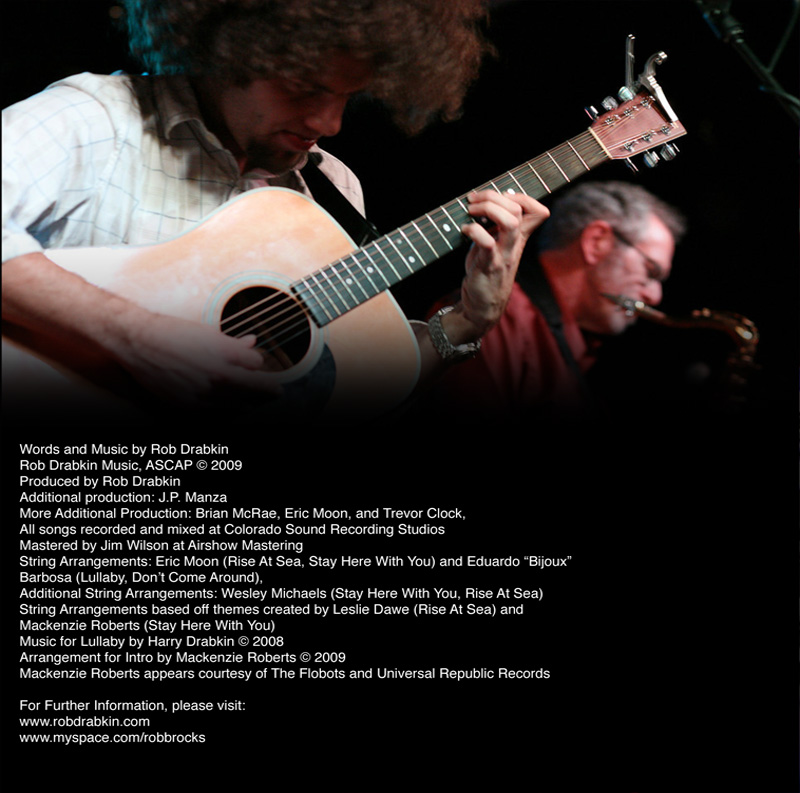 Words and Music by Rob Drabkin
Rob Drabkin Music, ASCAP © 2009
Produced by Rob Drabkin
Additional production: J.P. Manza
More Additional Production: Brian McRae, Eric Moon, and Trevor Clock,
All songs recorded and mixed at Colorado Sound Recording Studios
Mastered by Jim Wilson at Airshow Mastering
String Arrangements: Eric Moon (Rise At Sea, Stay Here With You) and Eduardo “Bijoux”
Barbosa (Lullaby, Don’t Come Around),
Additional String Arrangements: Wesley Michaels (Stay Here With You, Rise At Sea)
String Arrangements based off themes created by Leslie Dawe (Rise At Sea) and
Mackenzie Roberts (Stay Here With You)
Music for Lullaby by Harry Drabkin © 2008
Arrangement for Intro by Mackenzie Roberts © 2009
Mackenzie Roberts appears courtesy of The Flobots and Universal Republic Records
For Further Information, please visit:
www.robdrabkin.com
www.myspace.com/robbrocks